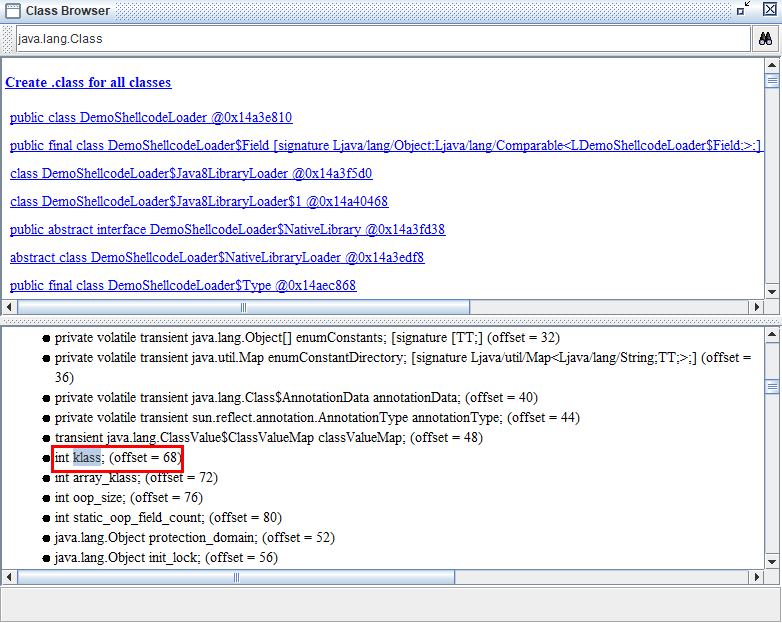 Class Browser
java.lang.Class
Create .class for all classes
public class DemoShellcodeLoader @0x14a3e810
public final class DemoShellcodeLoader$Field [signature Ljava/lang/Object;Ljava/lang/Comparable<LDemoShellcodeLoader$Field;>;]
class DemoShellcodeLoader$Java8LibraryLoader @0x14a3f5d0
class DemoShellcodeLoader$Java8LibraryLoader$1 @0x14a40468
public abstract interface DemoShellcodeLoader$NativeLibrary @0x14a3fd38
abstract class DemoShellcodeLoader$NativeLibraryLoader @0x14a3edf8
public final class DemoShellcodeLoader$Type @0x14aec868
private volatile transient java.lang.Object[] enumConstants; [signature [TT;] (offset = 32)
private volatile transient java.util.Map enumConstantDirectory; [signature Ljava/util/Map<Ljava/lang/String;TT;>;] (offset =
36)
private volatile transient java.lang.Class$AnnotationData annotationData; (offset = 40)
private volatile transient sun.reflect.annotation.AnnotationType annotationType; (offset = 44)
transient java.lang.ClassValue$ClassValueMap classValueMap; (offset = 48)
int klass; (offset = 68)
int array_klass; (offset = 72)
int oop_size; (offset = 76)
int static_oop_field_count; (offset = 80)
java.lang.Object protection_domain; (offset = 52)
java.lang.Object init_lock; (offset = 56)